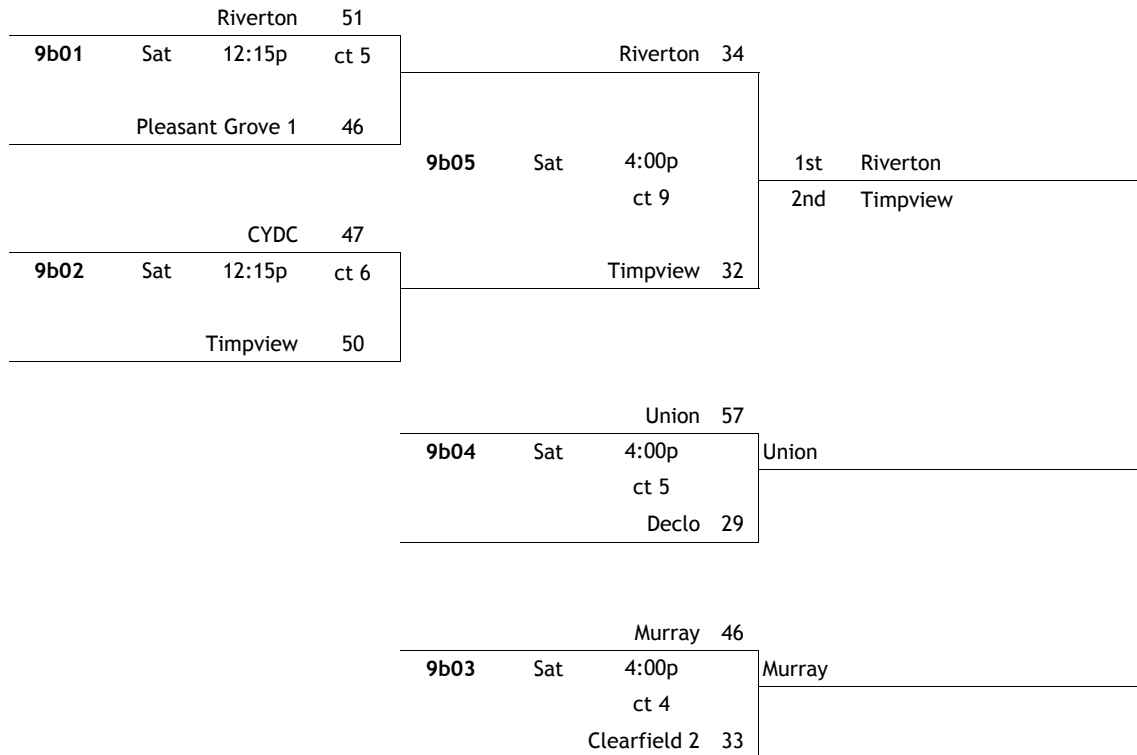 Riverton 51
9b01 Sat 12:15p ct 5
Riverton 34
Pleasant Grove 1 46
9b05 Sat 4:00p
ct 9
1st Riverton
2nd Timpview
CYDC 47
9b02 Sat 12:15p ct 6
Timpview 32
Timpview 50
Union 57
9b04 Sat 4:00p
ct 5
Union
Declo 29
Murray 46
9b03 Sat 4:00p
ct 4
Murray
Clearfield 2 33